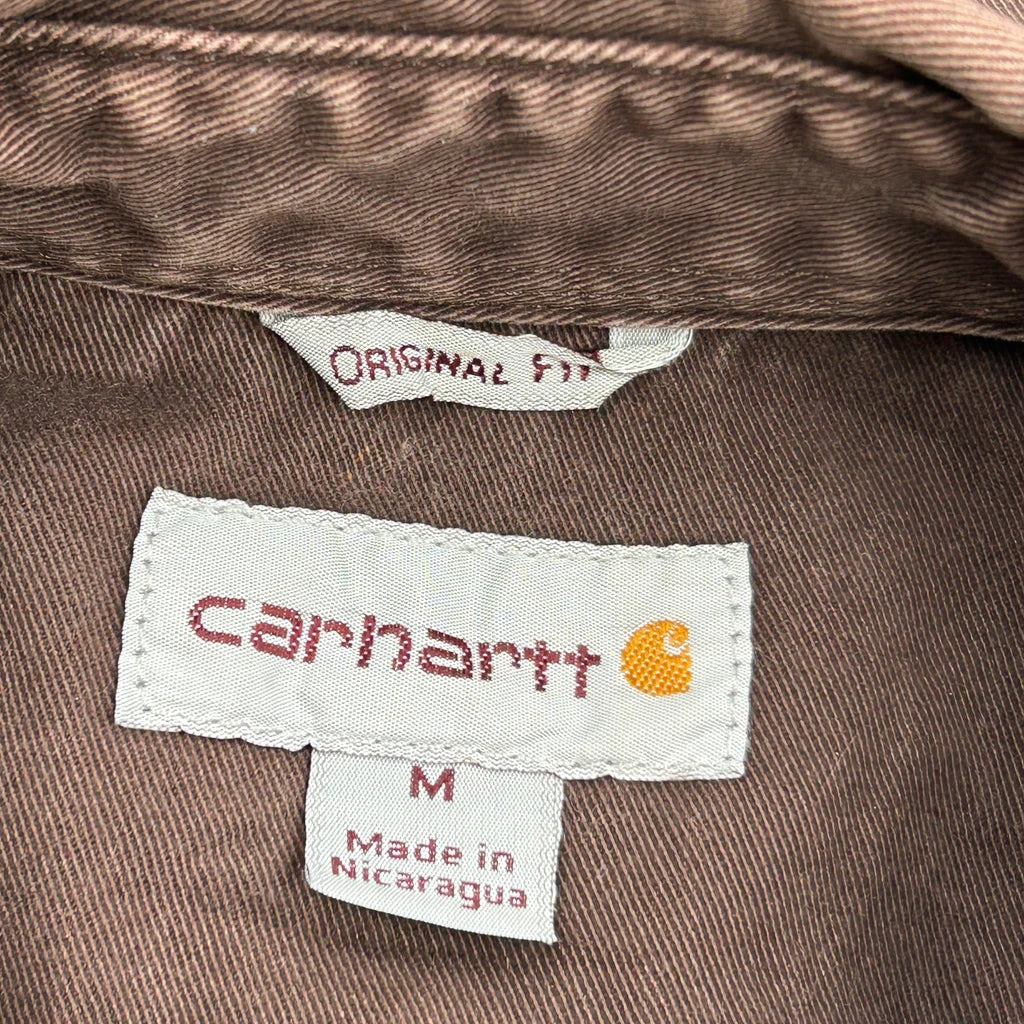 ORIGINAL FIT
carhartt
M
Made in
Nicaragua